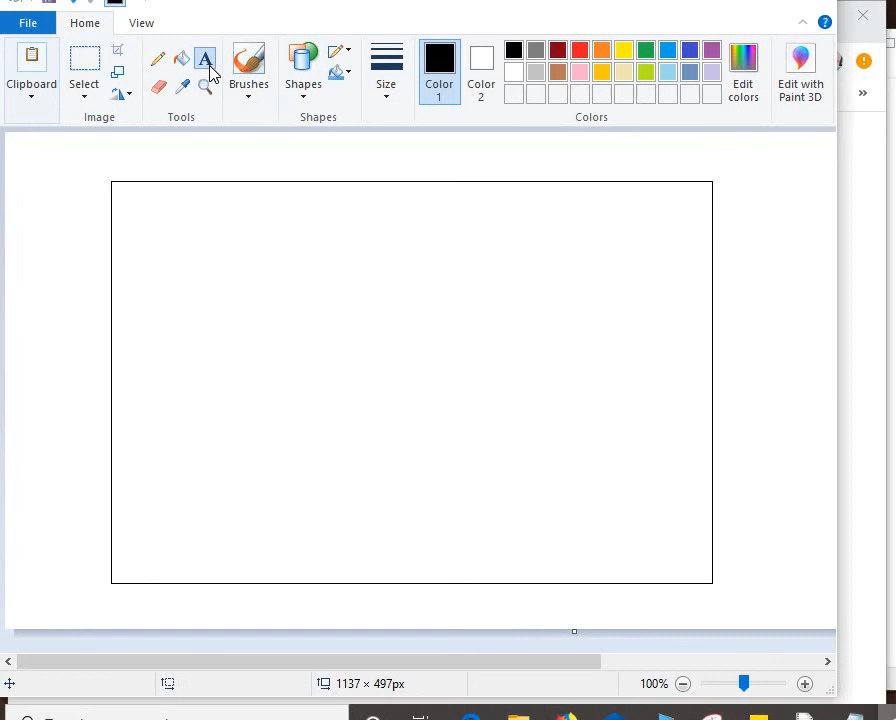 File Home View
Clipboard
Select
A
Brushes
Shapes
Size
Color
1
Color
2
Edit
colors
Edit with
Paint 3D
Image
Tools
Shapes
Colors
1137 × 497px
100%